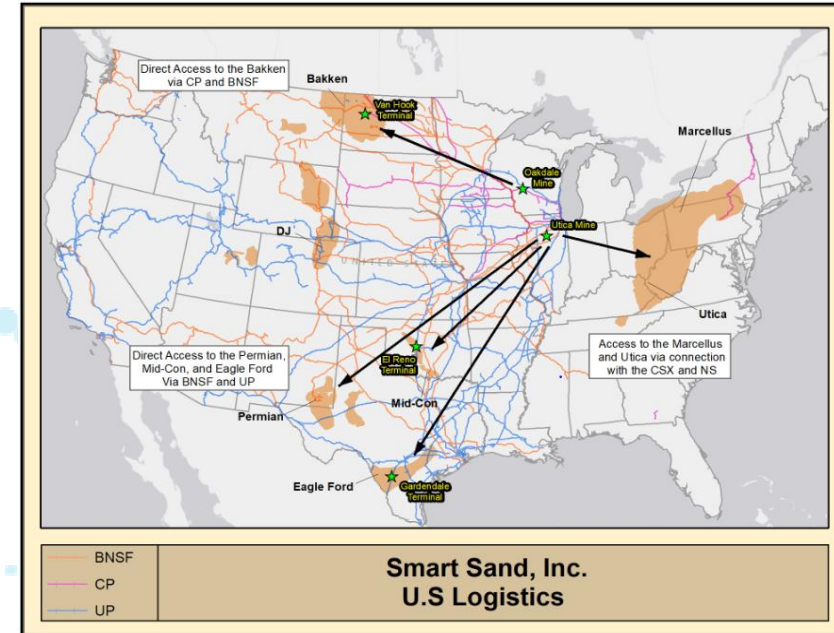 Direct Access to the Bakken
via CP and BNSF
Bakken
Van Hook
Terminal
Marcellus
Oakdale
Mine
Utica Mine
DJ
UNITED STATES
Utica
Direct Access to the Permian,
Mid-Con, and Eagle Ford
Via BNSF and UP
El Reno
Terminal
Access to the Marcellus
and Utica via connection
with the CSX and NS
Mid-Con
Permian
Eagle Ford
Gardendale
Terminal
BNSF
CP
UP
Smart Sand, Inc.
U.S Logistics